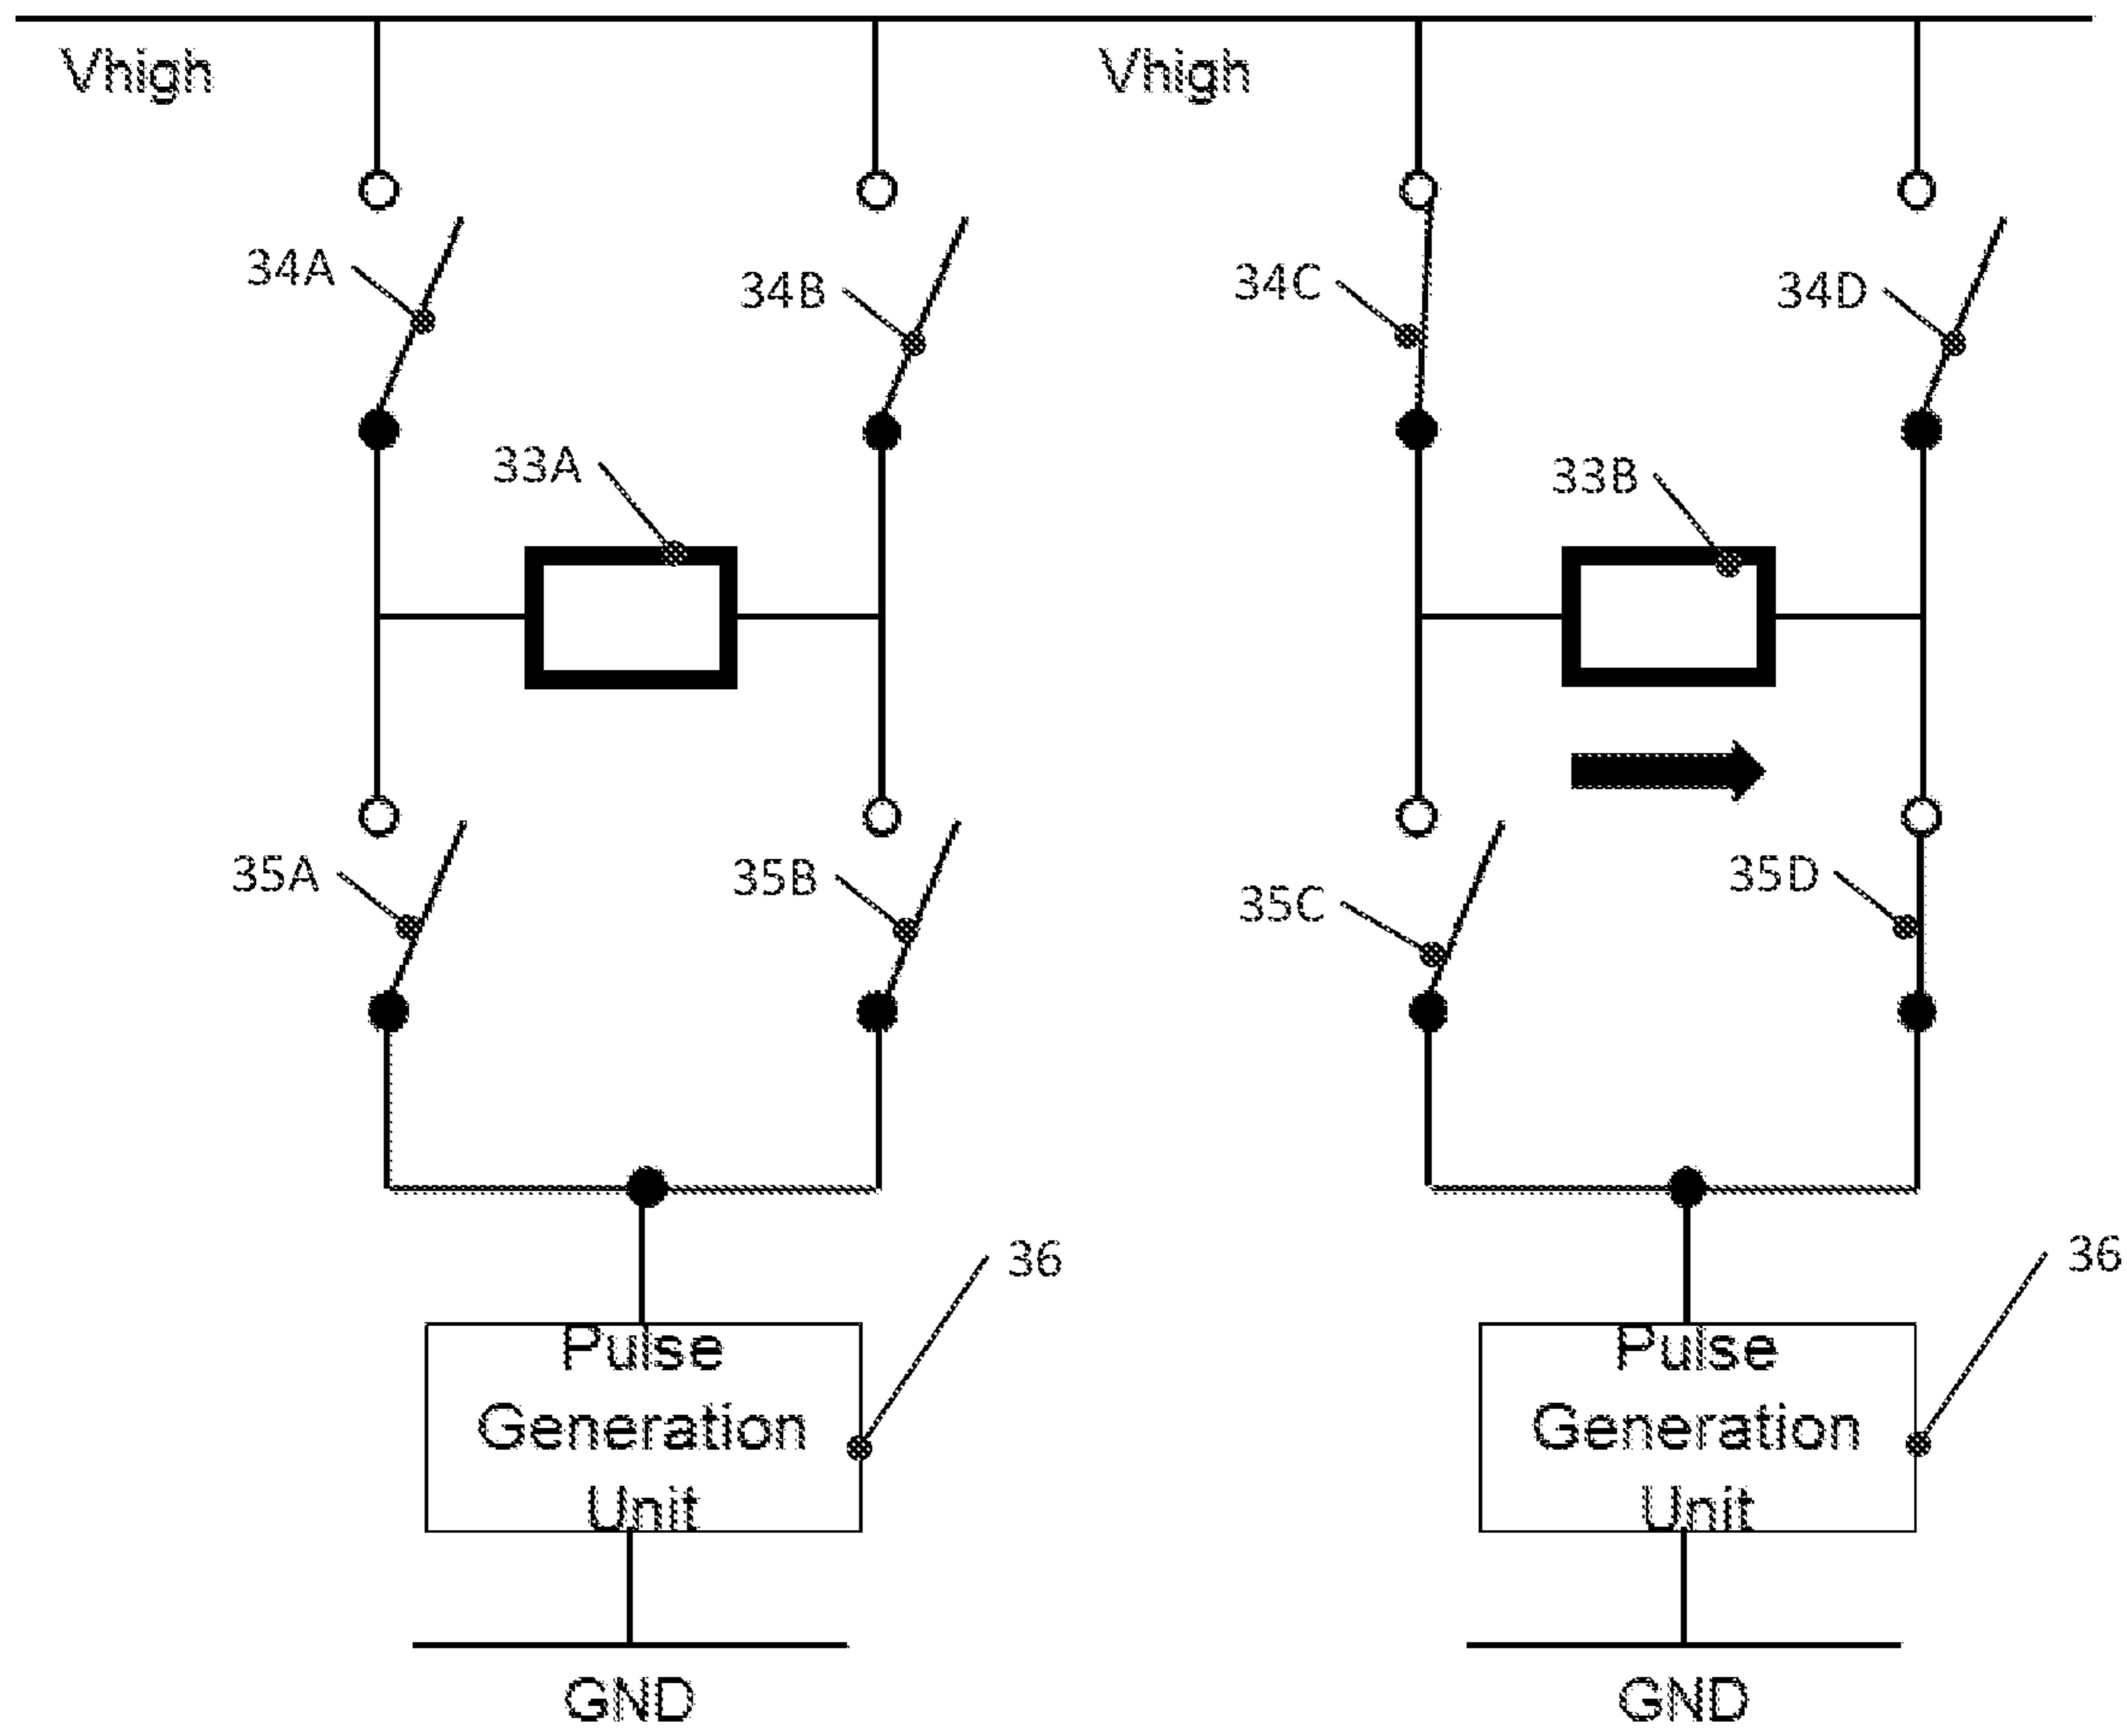 Vhigh
Vhigh
34A
34B
34C
34D
33A
33B
35A
35B
35C
35D
36
36
Pulse
Generation
Unit
Pulse
Generation
Unit
GND
GND